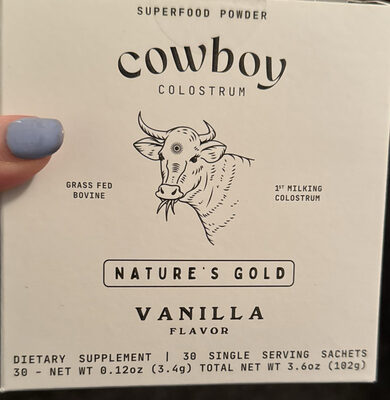 SUPERFOOD POWDER
cowboy
COLOSTRUM
GRASS FED
BOVINE
1ST MILKING
COLOSTRUM
NATURE'S GOLD
VANILLA
FLAVOR
DIETARY SUPPLEMENT | 30 SINGLE SERVING SACHETS
30 - NET WT 0.12oz (3.4g) TOTAL NET WT 3.6oz (102g)